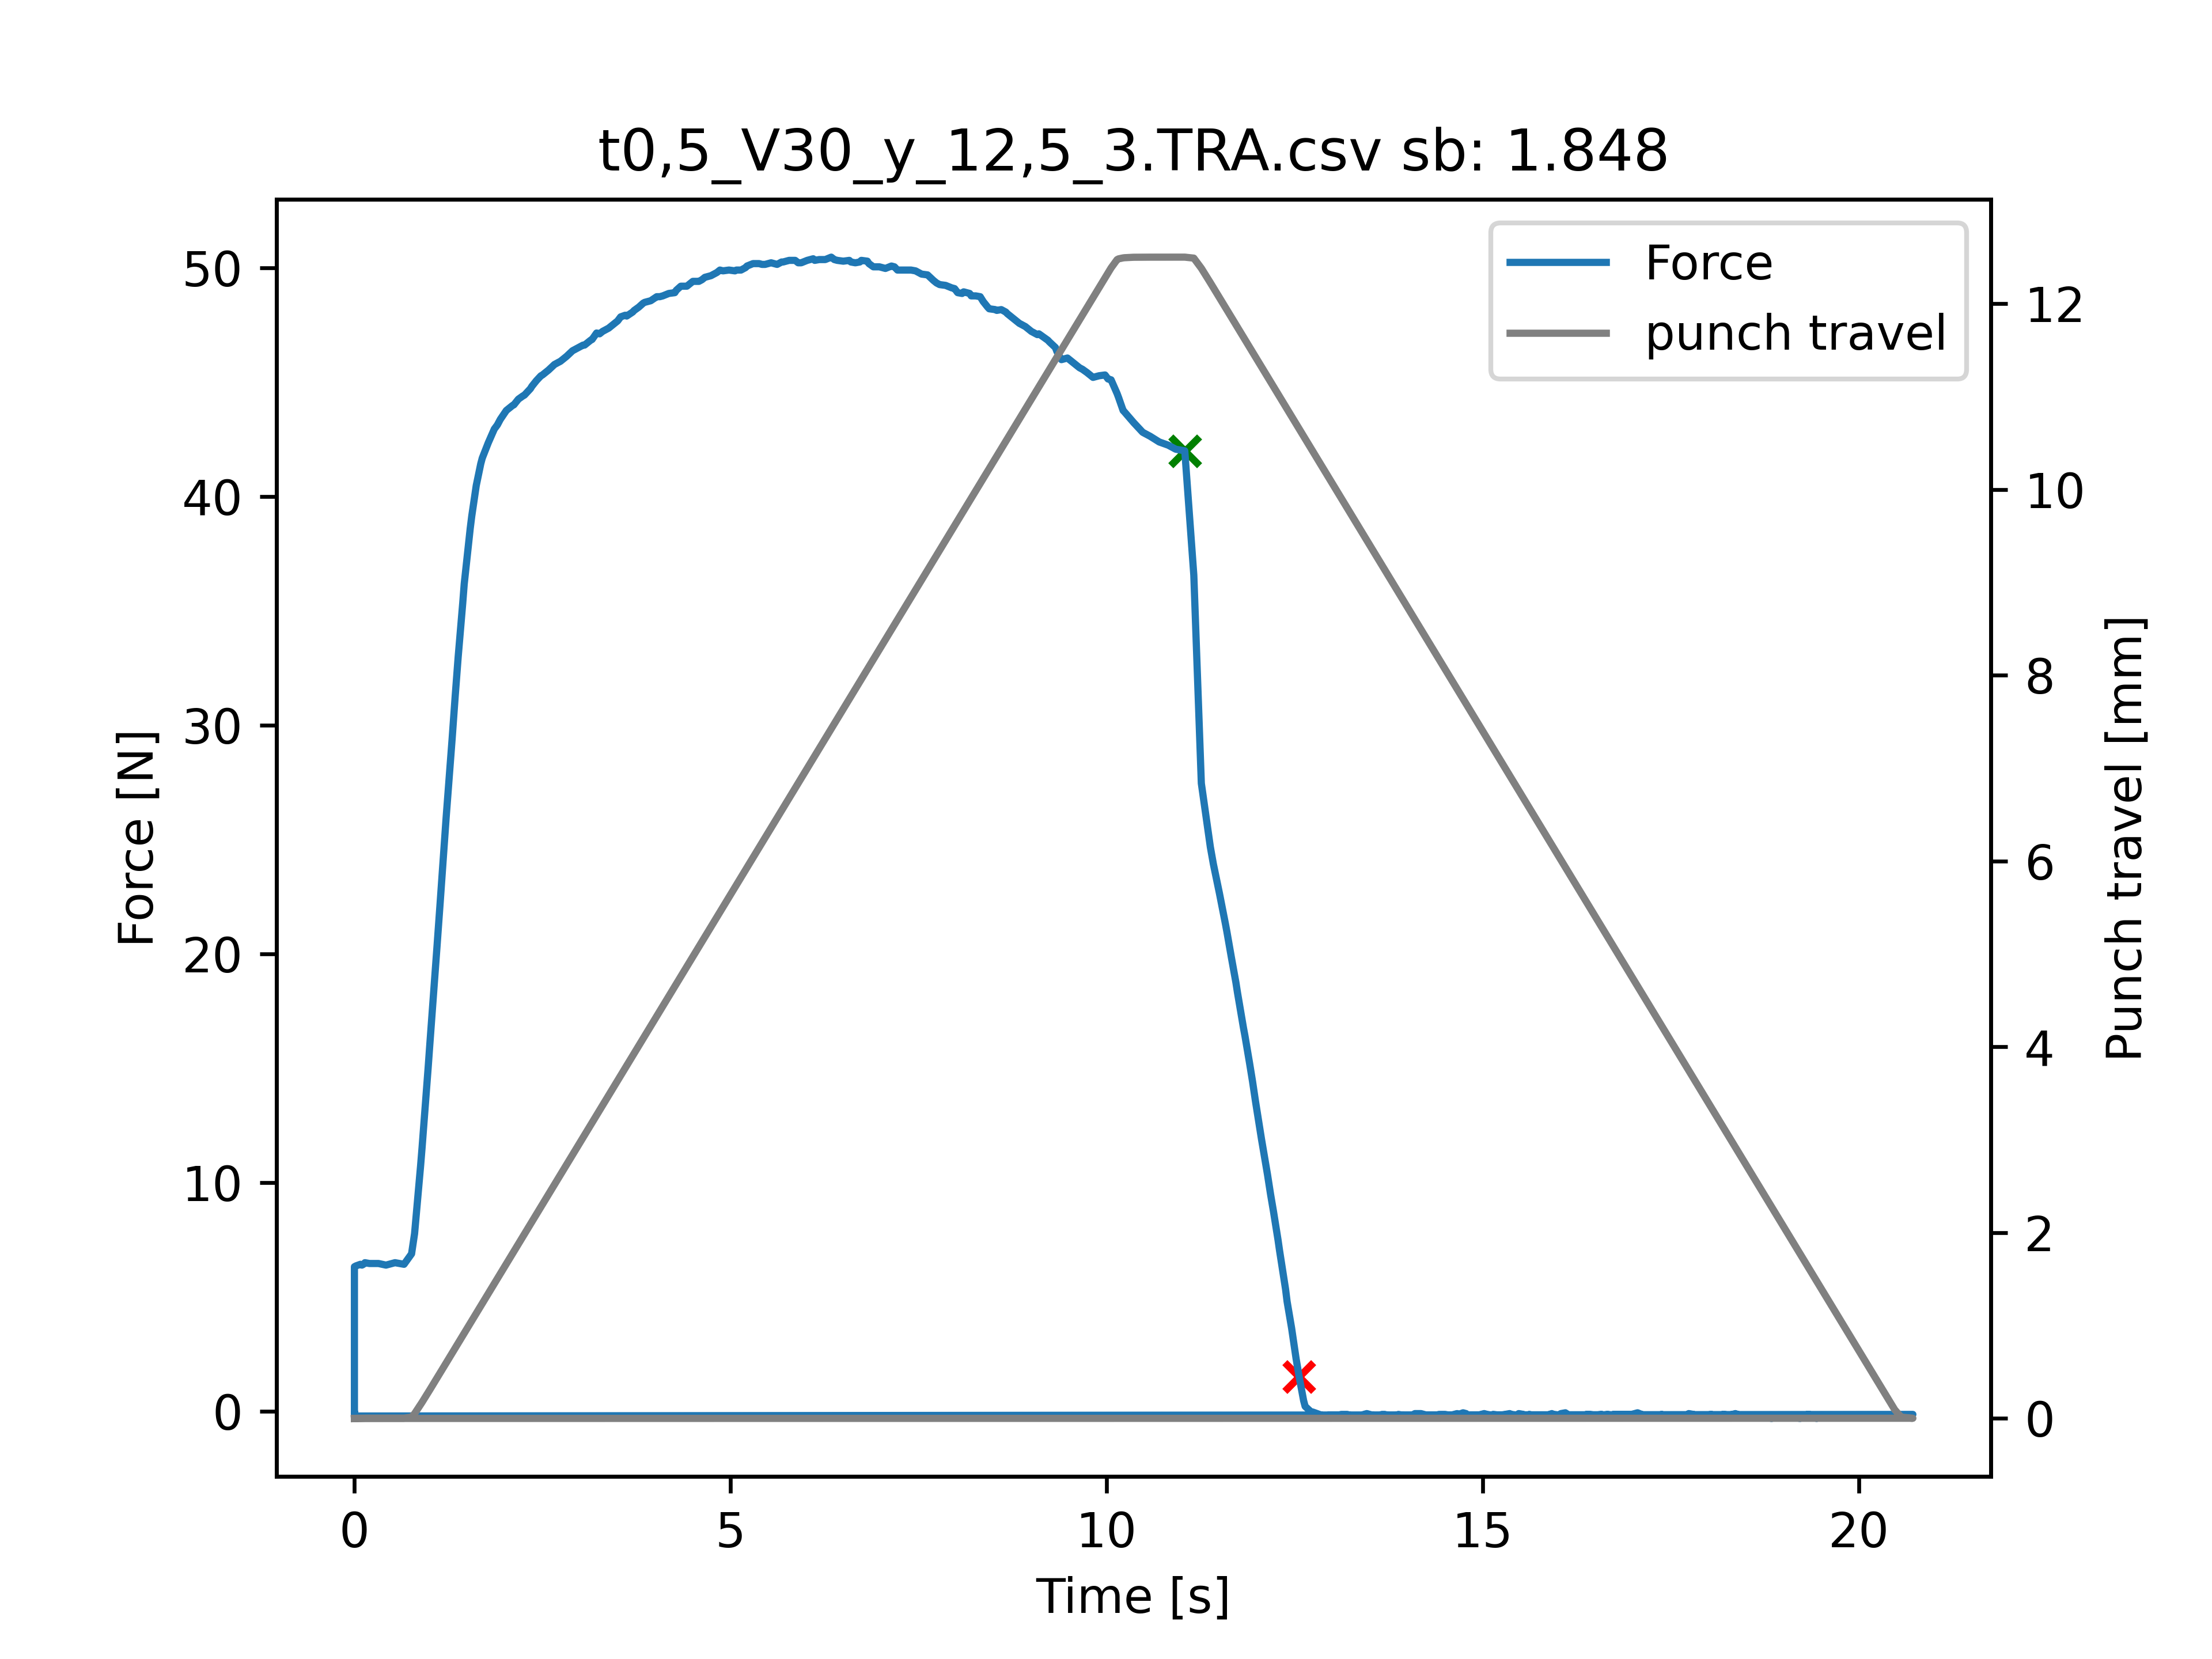 t0,5_V30_y_12,5_3.TRA.csv sb: 1.848
Force
punch travel
50
40
30
20
10
0
Force [N]
12
10
8
6
4
2
0
Punch travel [mm]
0 5 10 15 20
Time [s]